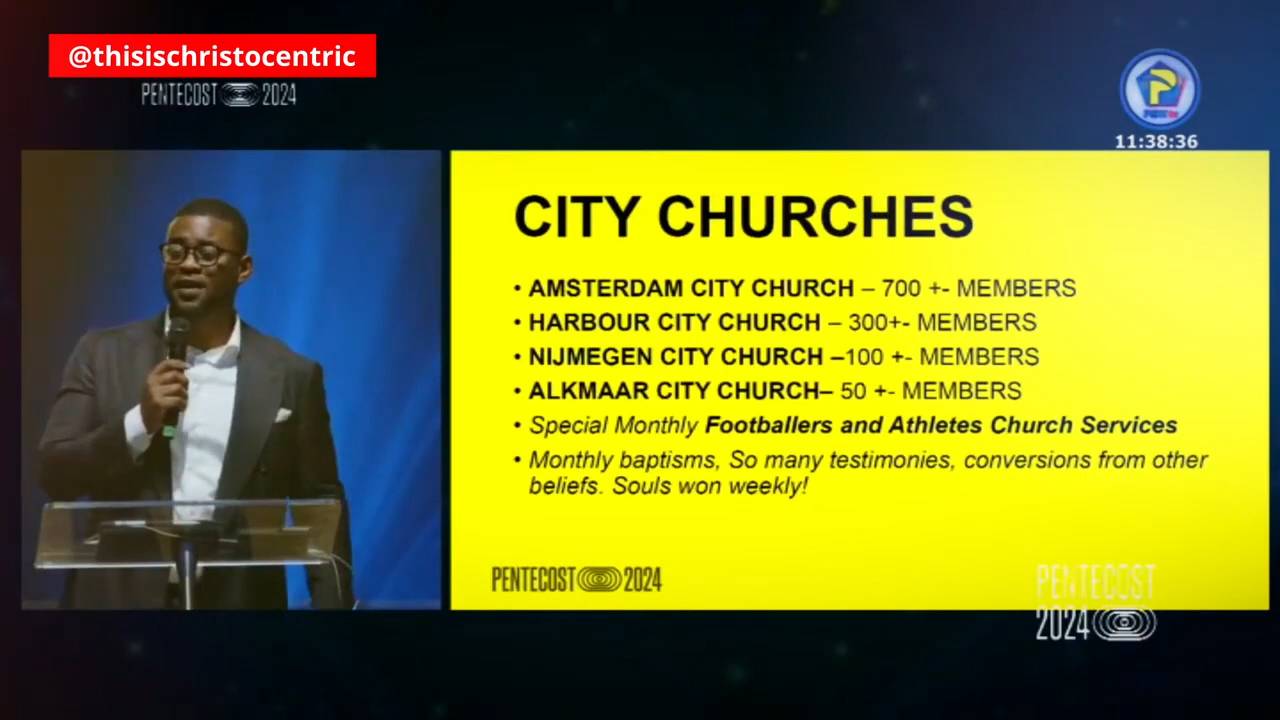 @thisischristocentric
PENTECOST 2024
11:38:36
CITY CHURCHES
• AMSTERDAM CITY CHURCH – 700 +- MEMBERS
• HARBOUR CITY CHURCH – 300+- MEMBERS
• NIJMEGEN CITY CHURCH –100 +- MEMBERS
• ALKMAAR CITY CHURCH– 50 +- MEMBERS
• Special Monthly Footballers and Athletes Church Services
• Monthly baptisms, So many testimonies, conversions from other
beliefs. Souls won weekly!
PENTECOST 2024
PENTECOST
2024